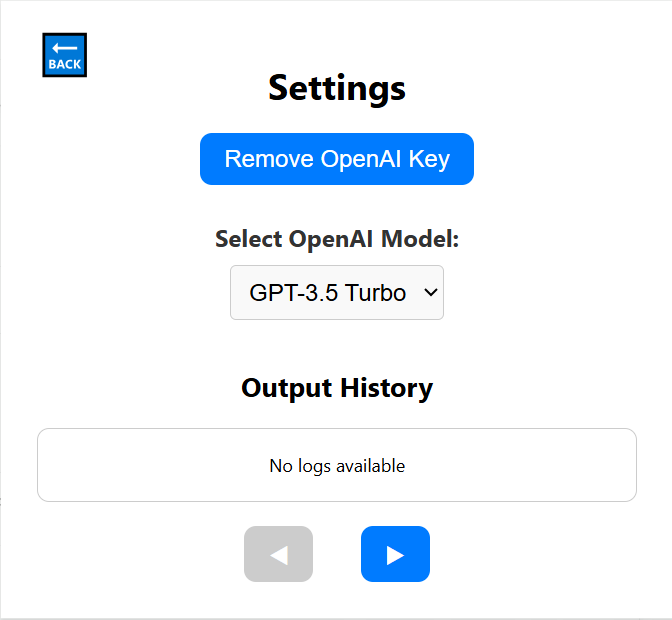 BACK
Settings
Remove OpenAI Key
Select OpenAI Model:
GPT-3.5 Turbo
Output History
No logs available